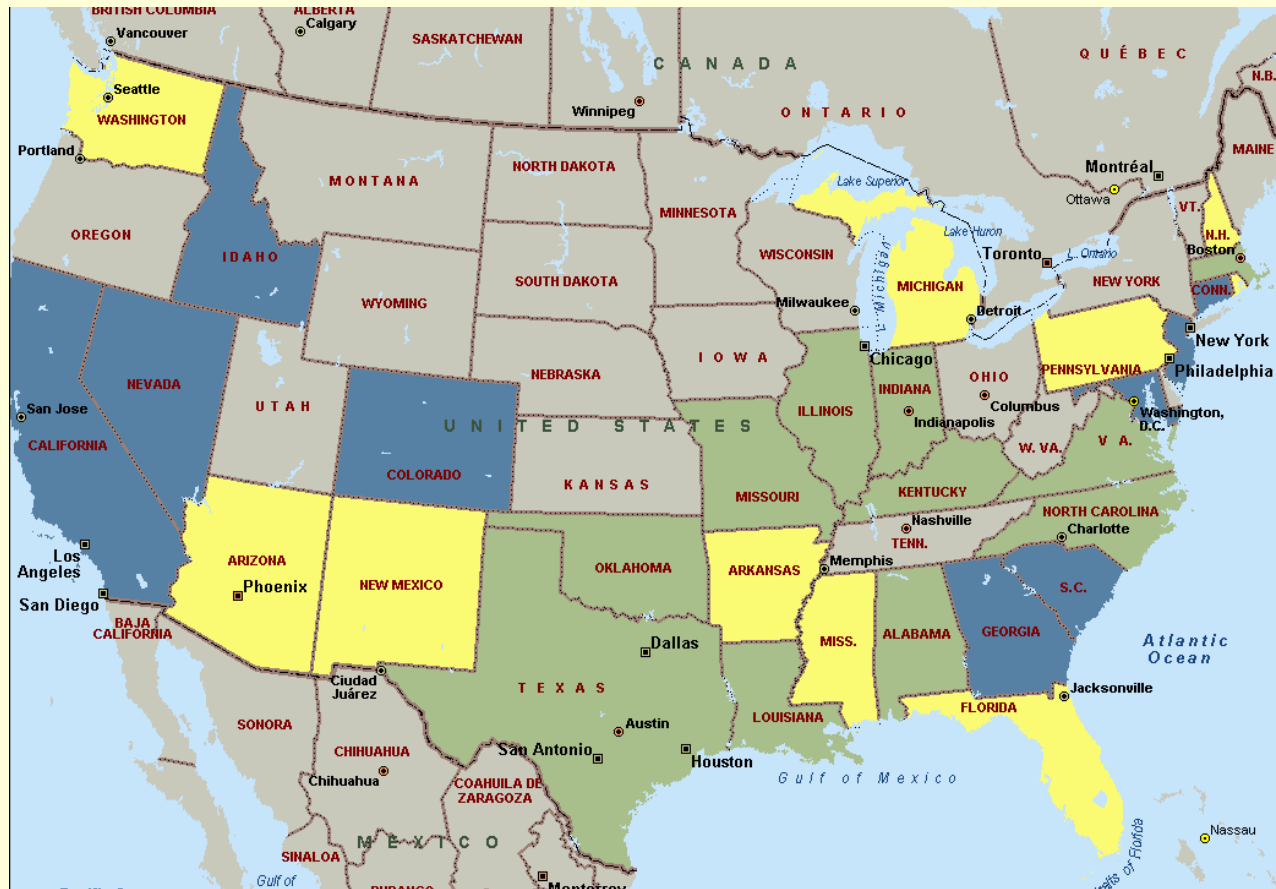 BRITISH COLUMBIA
ALBERTA
Vancouver
Calgary
SASKATCHEWAN
CANADA
QUÉBEC
N.B.
Seattle
WASHINGTON
Winnipeg
ONTARIO
Portland
NORTH DAKOTA
MONTANA
MINNESOTA
Lake Superior
Montréal
MAINE
Ottawa
VT.
N.H.
OREGON
IDAHO
SOUTH DAKOTA
WISCONSIN
Lake Huron
Toronto
L. Ontario
Boston
WYOMING
L. Michigan
MICHIGAN
NEW YORK
CONN.
Milwaukee
Detroit
New York
NEVADA
NEBRASKA
IOWA
Chicago
OHIO
PENNSYLVANIA
Philadelphia
UTAH
INDIANA
San Jose
ILLINOIS
Indianapolis
Columbus
Washington,
D.C.
CALIFORNIA
UNITED STATES
W. VA.
V A.
COLORADO
KANSAS
MISSOURI
KENTUCKY
NORTH CAROLINA
Nashville
Charlotte
TENN.
Los
Angeles
ARIZONA
OKLAHOMA
ARKANSAS
Memphis
Phoenix
NEW MEXICO
S.C.
San Diego
BAJA
CALIFORNIA
Dallas
MISS.
ALABAMA
GEORGIA
Atlantic
Ocean
Ciudad
Juárez
TEXAS
Jacksonville
SONORA
Austin
LOUISIANA
FLORIDA
CHIHUAHUA
San Antonio
Houston
Chihuahua
COAHUILA DE
ZARAGOZA
Gulf of Mexico
MEXICO
Nassau
SINALOA
Gulf of
DURANGO
Monterrey
Straits of Florida